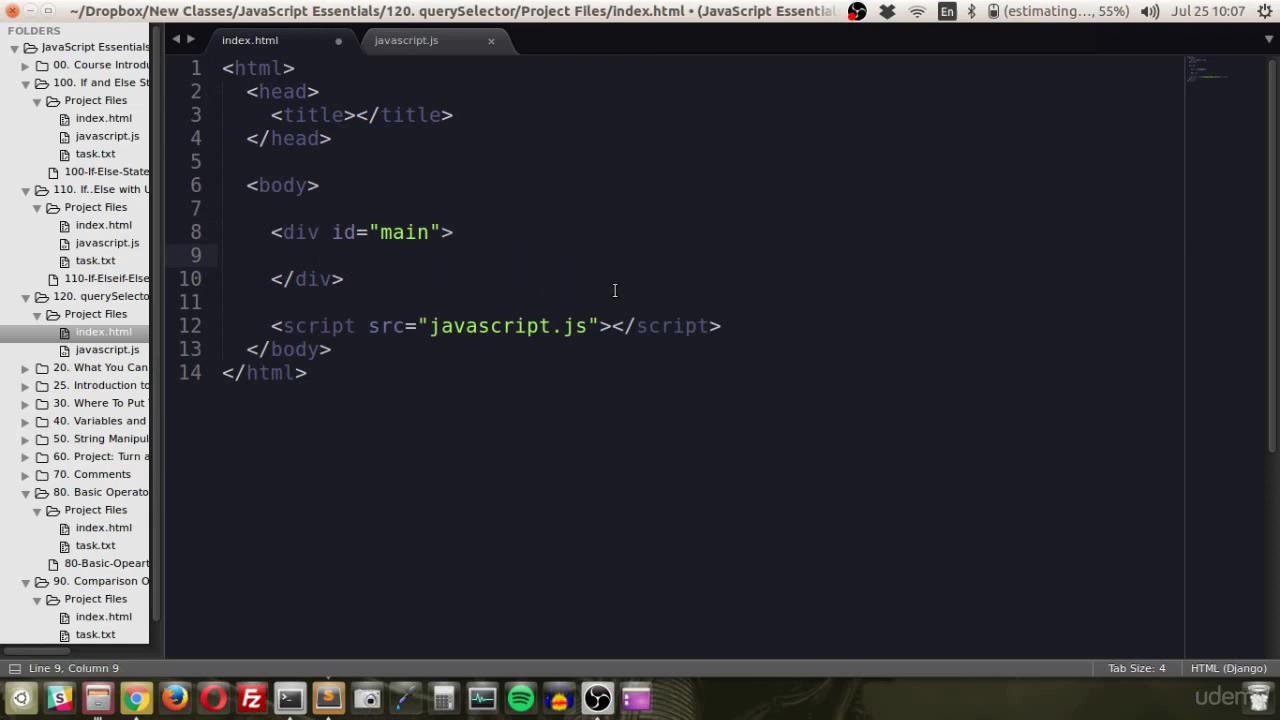 ~/Dropbox/New Classes/JavaScript Essentials/120. querySelector/Project Files/index.html • (JavaScript Essential
En
(estimating..., 55%)
Jul 25 10:07
FOLDERS
JavaScript Essentials
00. Course Introdu
100. If and Else St
Project Files
index.html
javascript.js
task.txt
100-If-Else-State
110. If..Else with U
Project Files
index.html
javascript.js
task.txt
110-If-Elseif-Else
120. querySelecto
Project Files
index.html
javascript.js
20. What You Can
25. Introduction to
30. Where To Put
40. Variables and
50. String Manipul
60. Project: Turn a
70. Comments
80. Basic Operato
Project Files
index.html
task.txt
80-Basic-Opeart
90. Comparison O
Project Files
index.html
task.txt
index.html
javascript.js
1 <html>
2 <head>
3 <title></title>
4 </head>
5
6 <body>
7
8 <div id="main">
9
10 </div>
11
12 <script src="javascript.js"></script>
13 </body>
14 </html>
Line 9, Column 9
Tab Size: 4
HTML (Django)
udemy